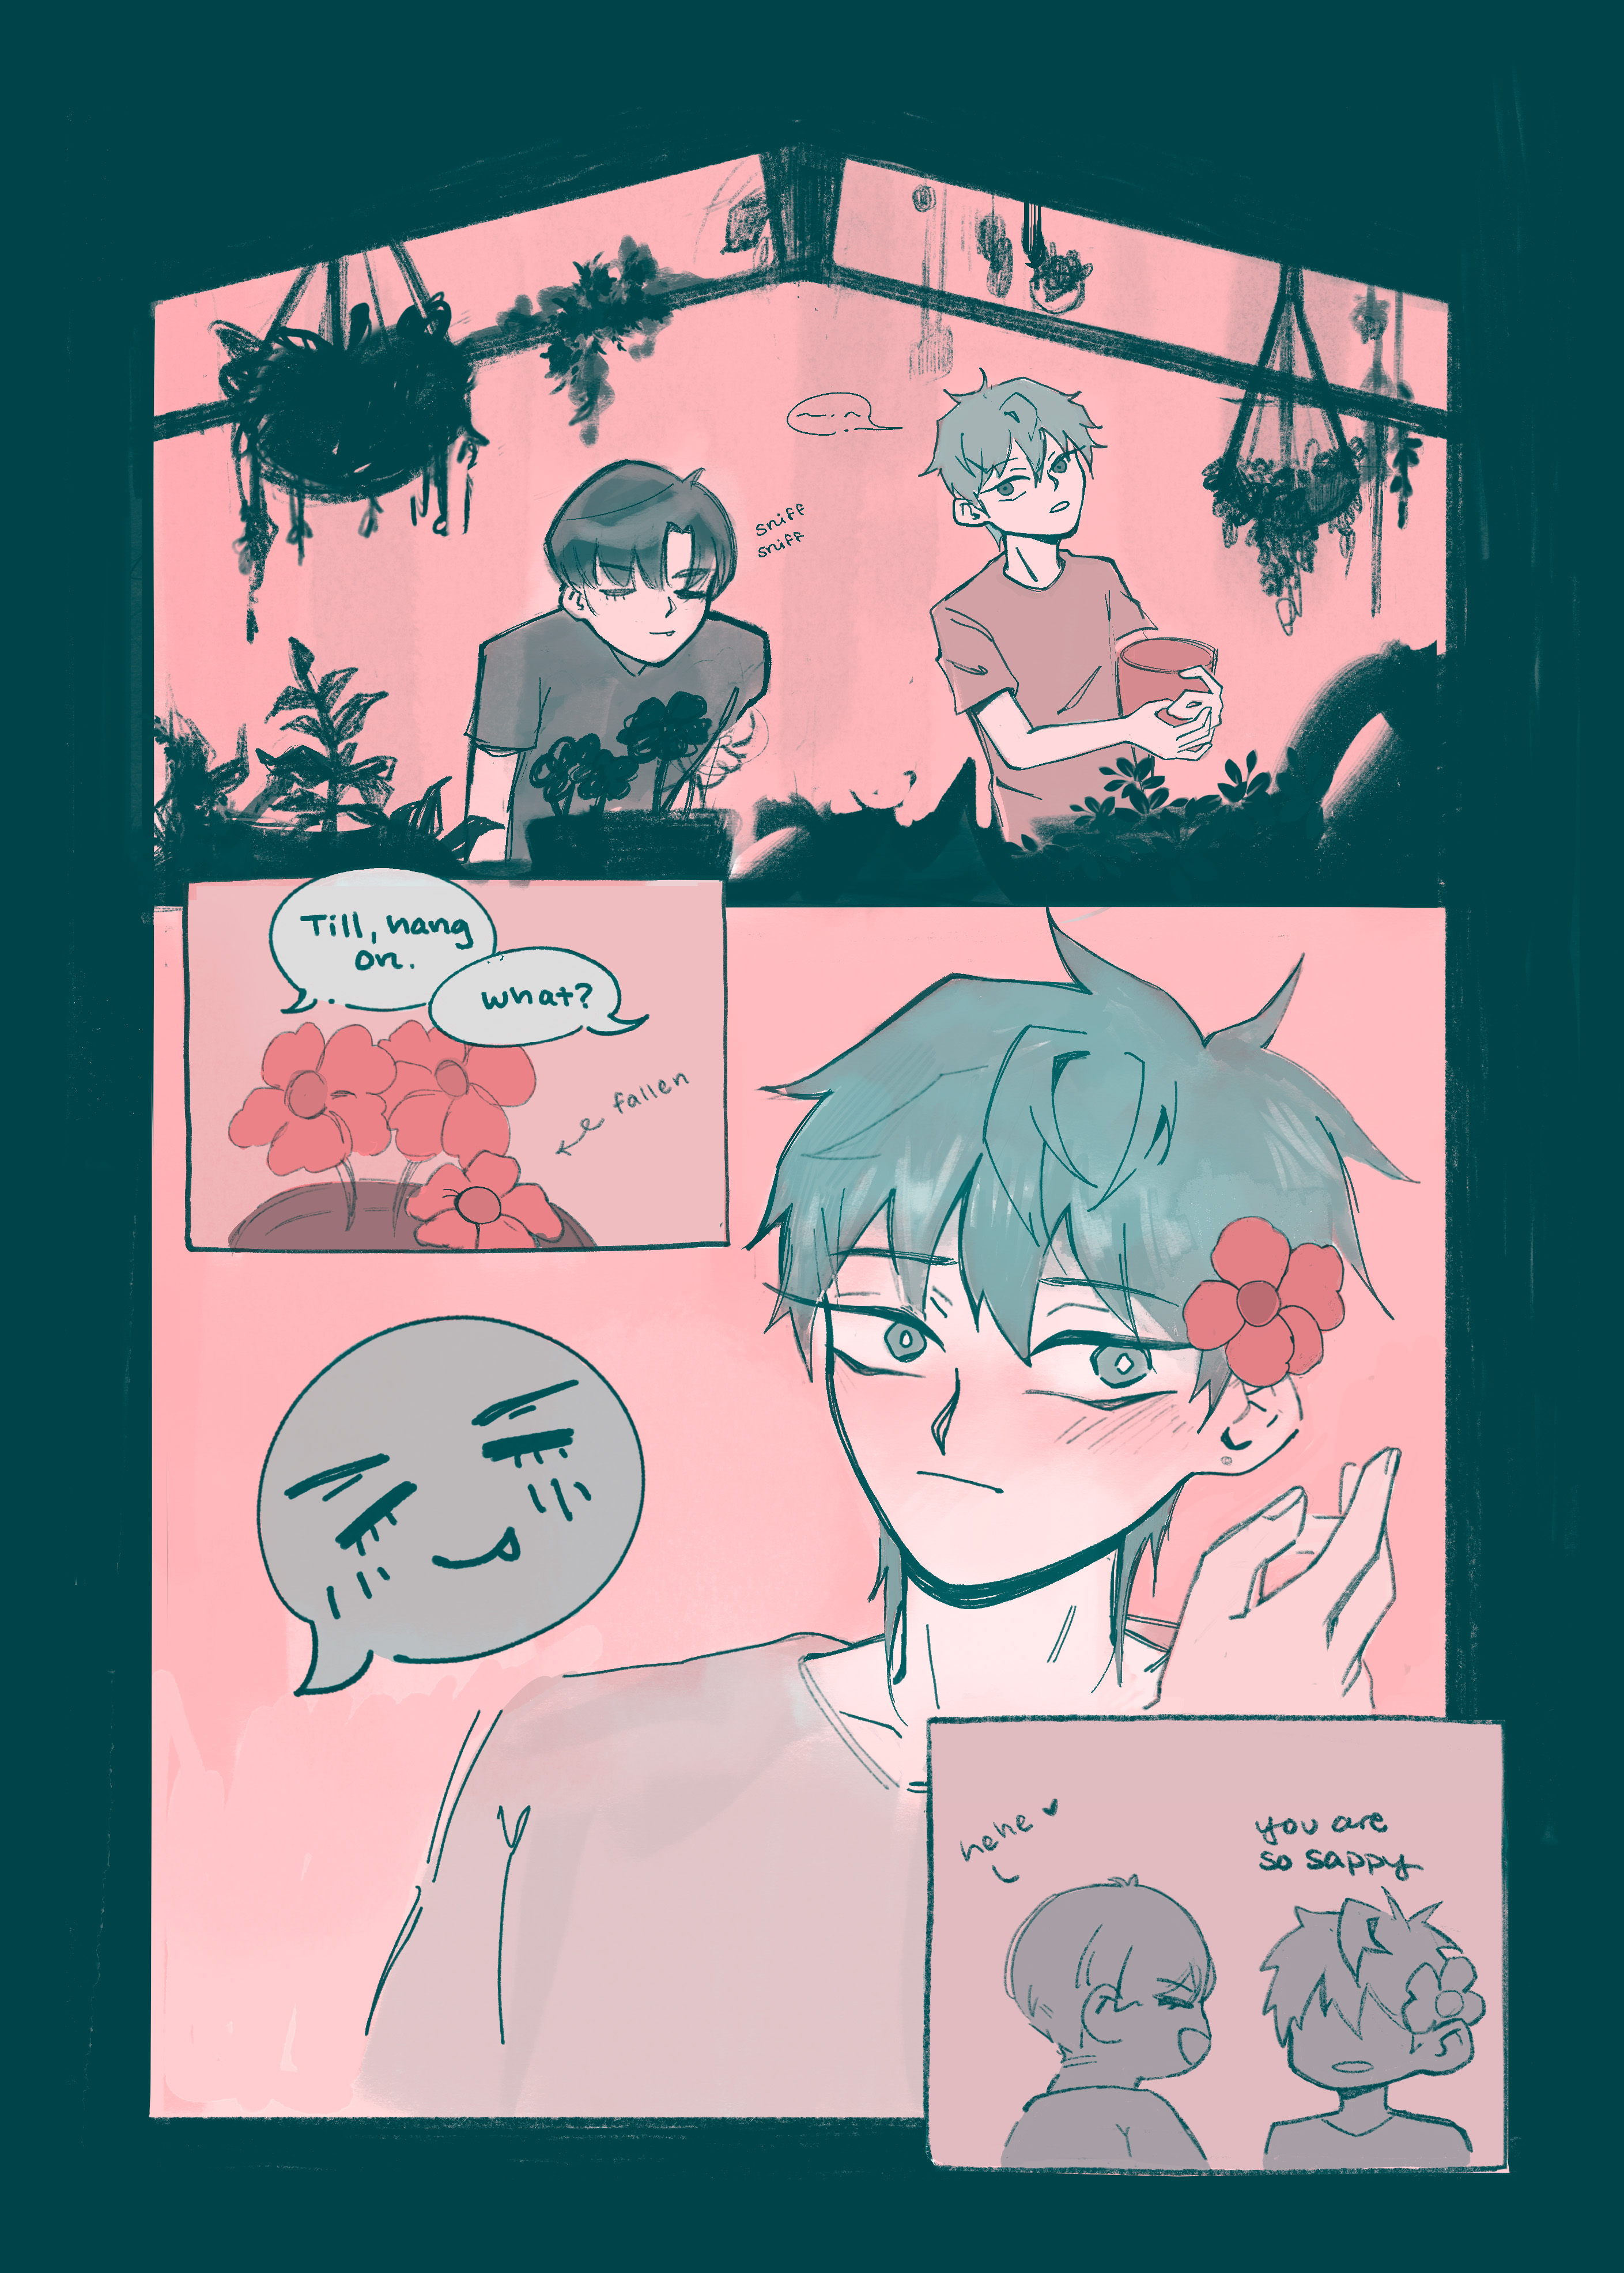 sniff
sniff
Till, hang
on.
what?
fallen
hehe ♥
you are
so sappy